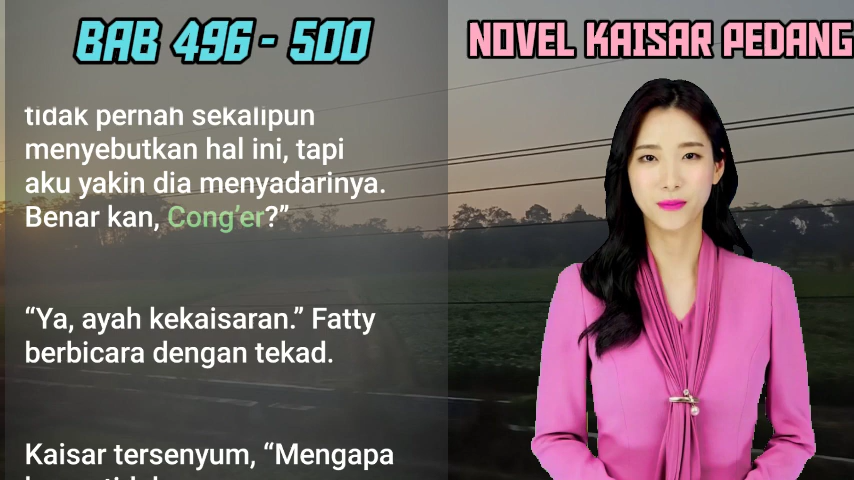 BAB 496 - 500
NOVEL KAISAR PEDANG
tidak pernah sekalipun
menyebutkan hal ini, tapi
aku yakin dia menyadarinya.
Benar kan, Cong’er?”
“Ya, ayah kekaisaran.” Fatty
berbicara dengan tekad.
Kaisar tersenyum, “Mengapa